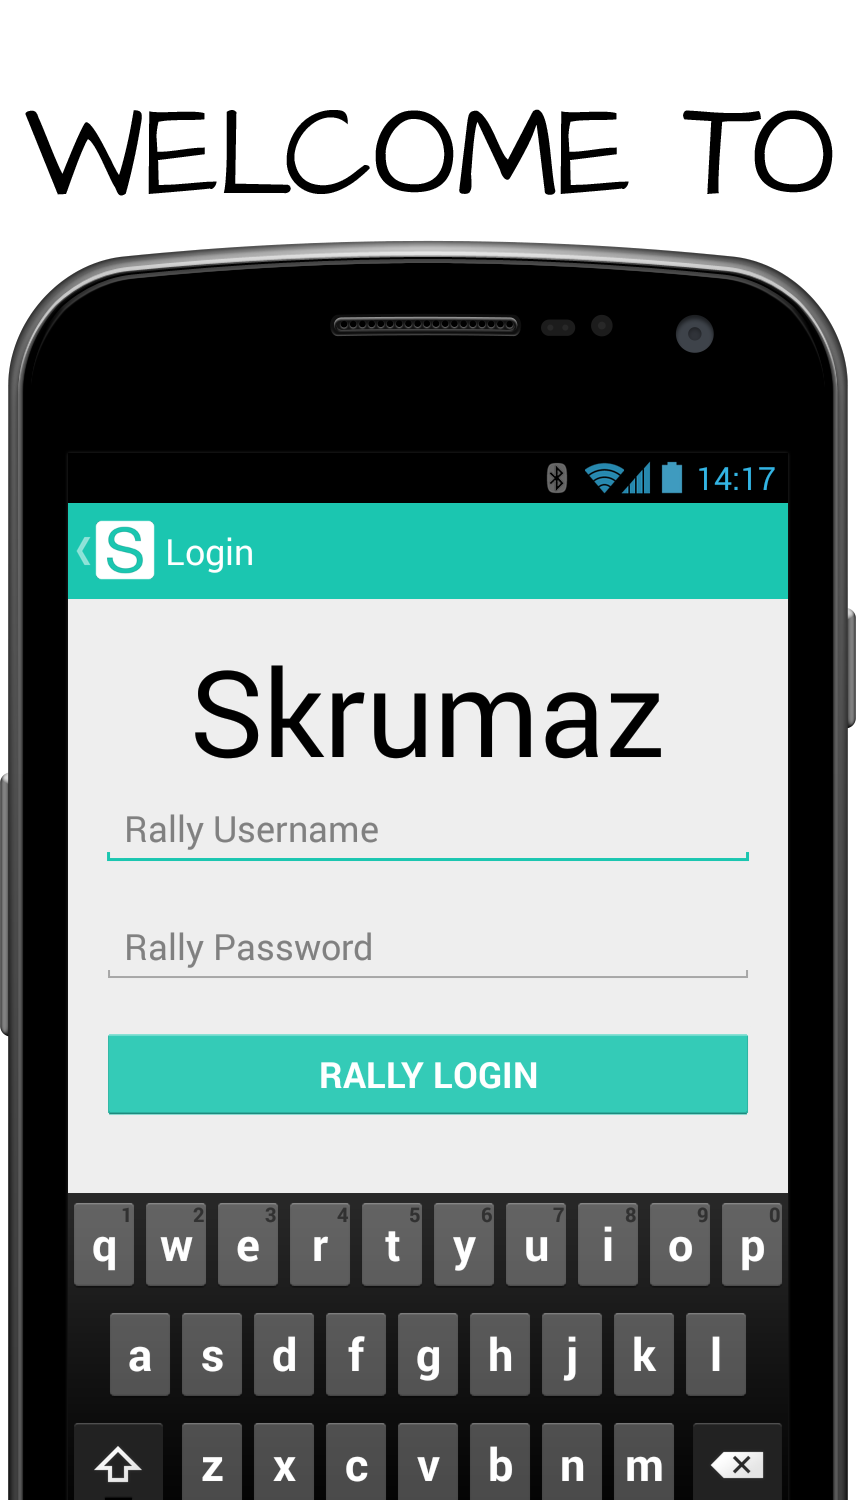 WELCOME TO
14:17
S Login
Skrumaz
Rally Username
Rally Password
RALLY LOGIN
1 2 3 4 5 6 7 8 9 0
q w e r t y u i o p
a s d f g h j k l
z x c v b n m